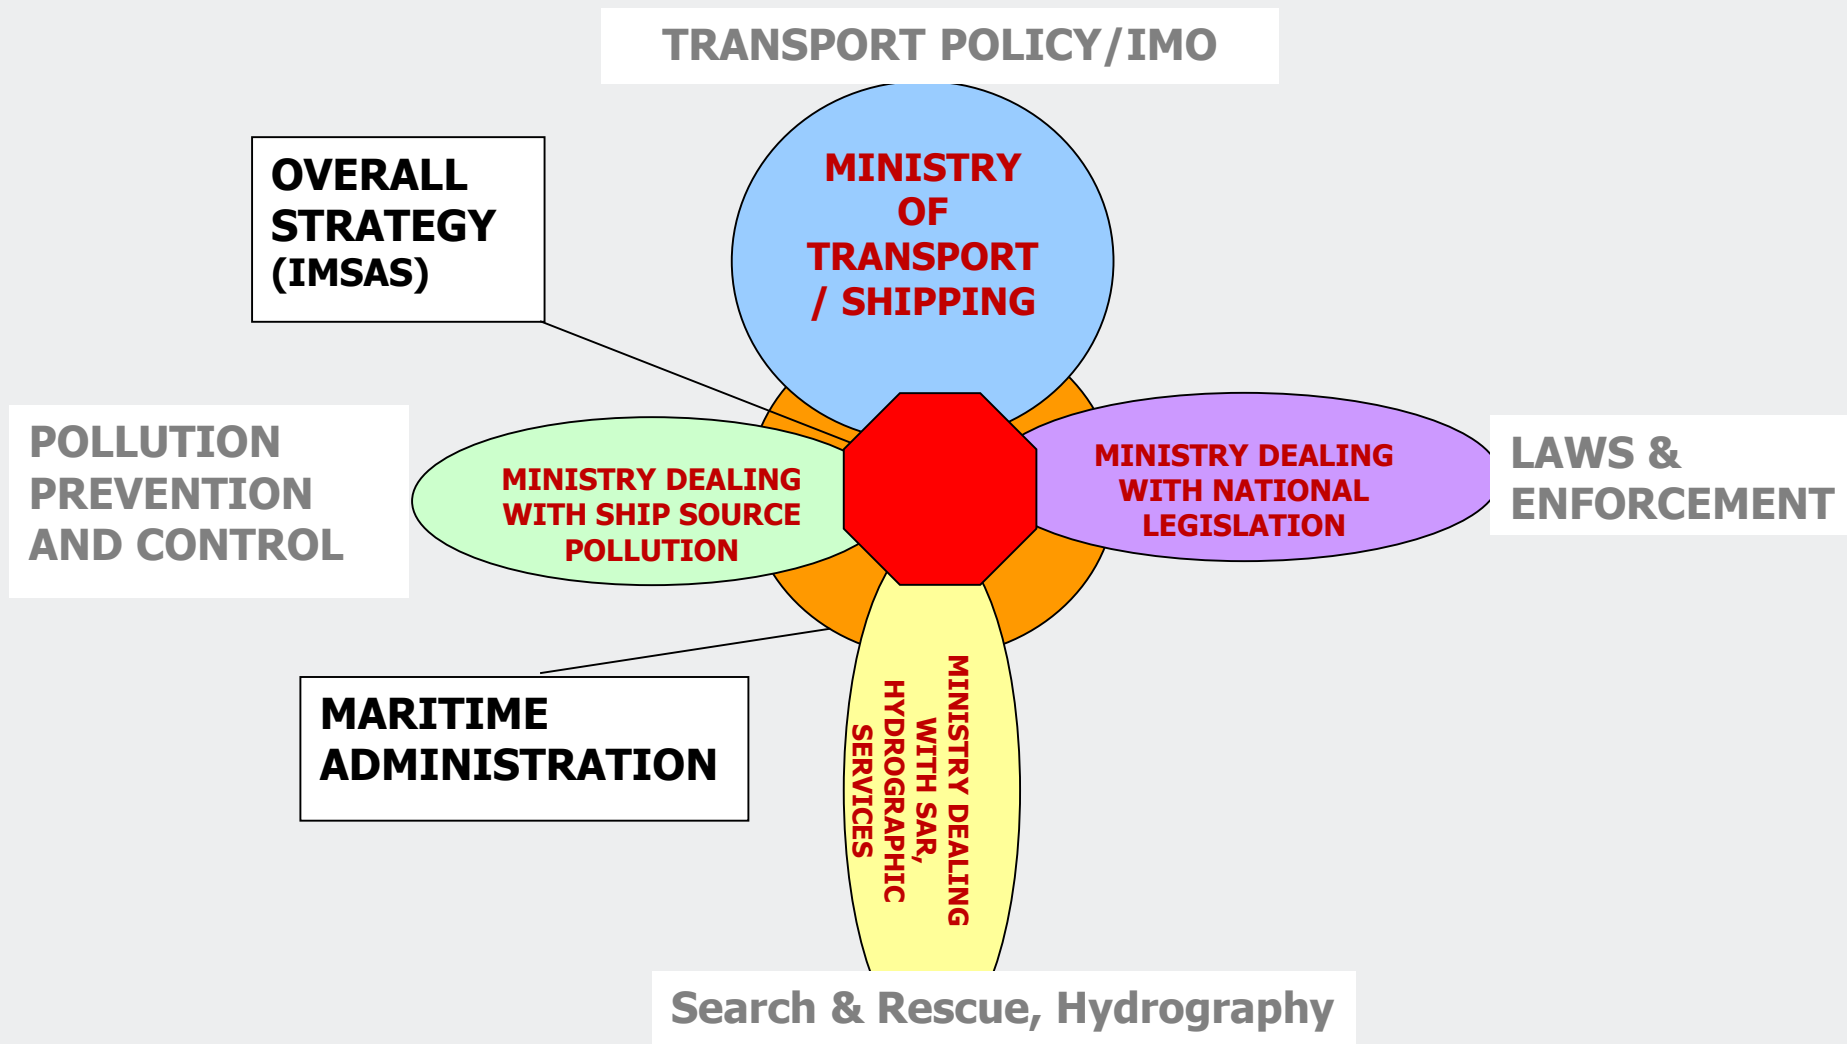 TRANSPORT POLICY/IMO
OVERALL
STRATEGY
(IMSAS)
MINISTRY
OF
TRANSPORT
/ SHIPPING
POLLUTION
PREVENTION
AND CONTROL
MINISTRY DEALING
WITH SHIP SOURCE
POLLUTION
MINISTRY DEALING
WITH NATIONAL
LEGISLATION
LAWS &
ENFORCEMENT
MARITIME
ADMINISTRATION
MINISTRY DEALING
WITH SAR,
HYDROGRAPHIC
SERVICES
Search & Rescue, Hydrography